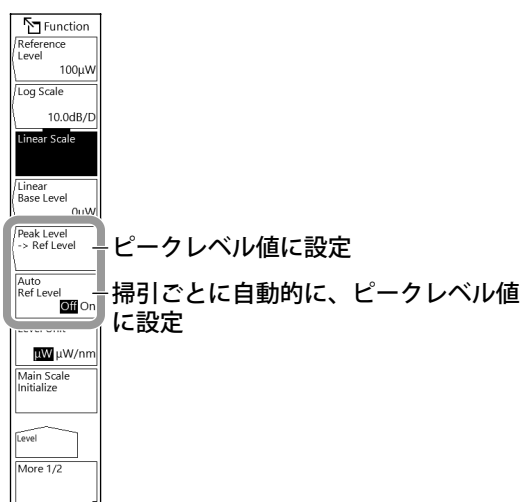 Function
Reference
Level
100µW
Log Scale
10.0dB/D
Linear Scale
Linear
Base Level
0µW
Peak Level
-> Ref Level
ピークレベル値に設定
Auto
Ref Level
Off On
掃引ごとに自動的に、ピークレベル値
に設定
Level Unit
µW µW/nm
Main Scale
Initialize
Level
More 1/2